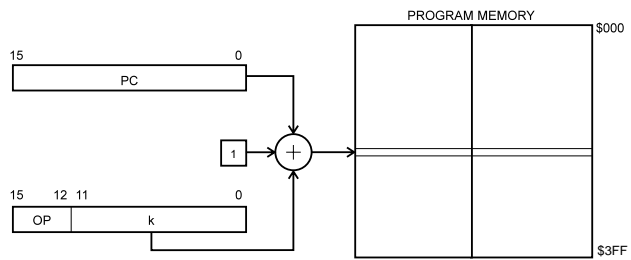 PROGRAM MEMORY
$000
15 0
PC
1
+
15 12 11 0
OP k
$3FF